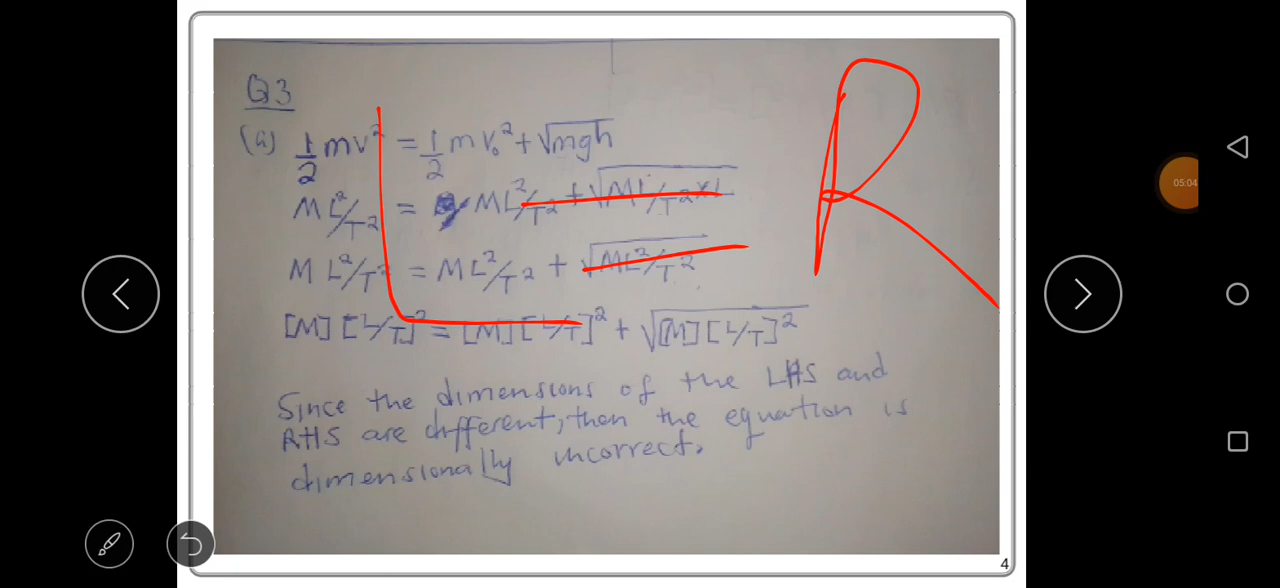 Q3
(a) 1/2 mv² = 1/2 mv₀² + √mgh
ML²/T² = ML²/T² + √ML/T² × L
ML²/T² = ML²/T² + √ML²/T²
[M] [L/T]² = [M] [L/T]² + √[M] [L/T]²
Since the dimensions of the LHS and
RHS are different, then the equation is
dimensionally incorrect.
R
4
05:04